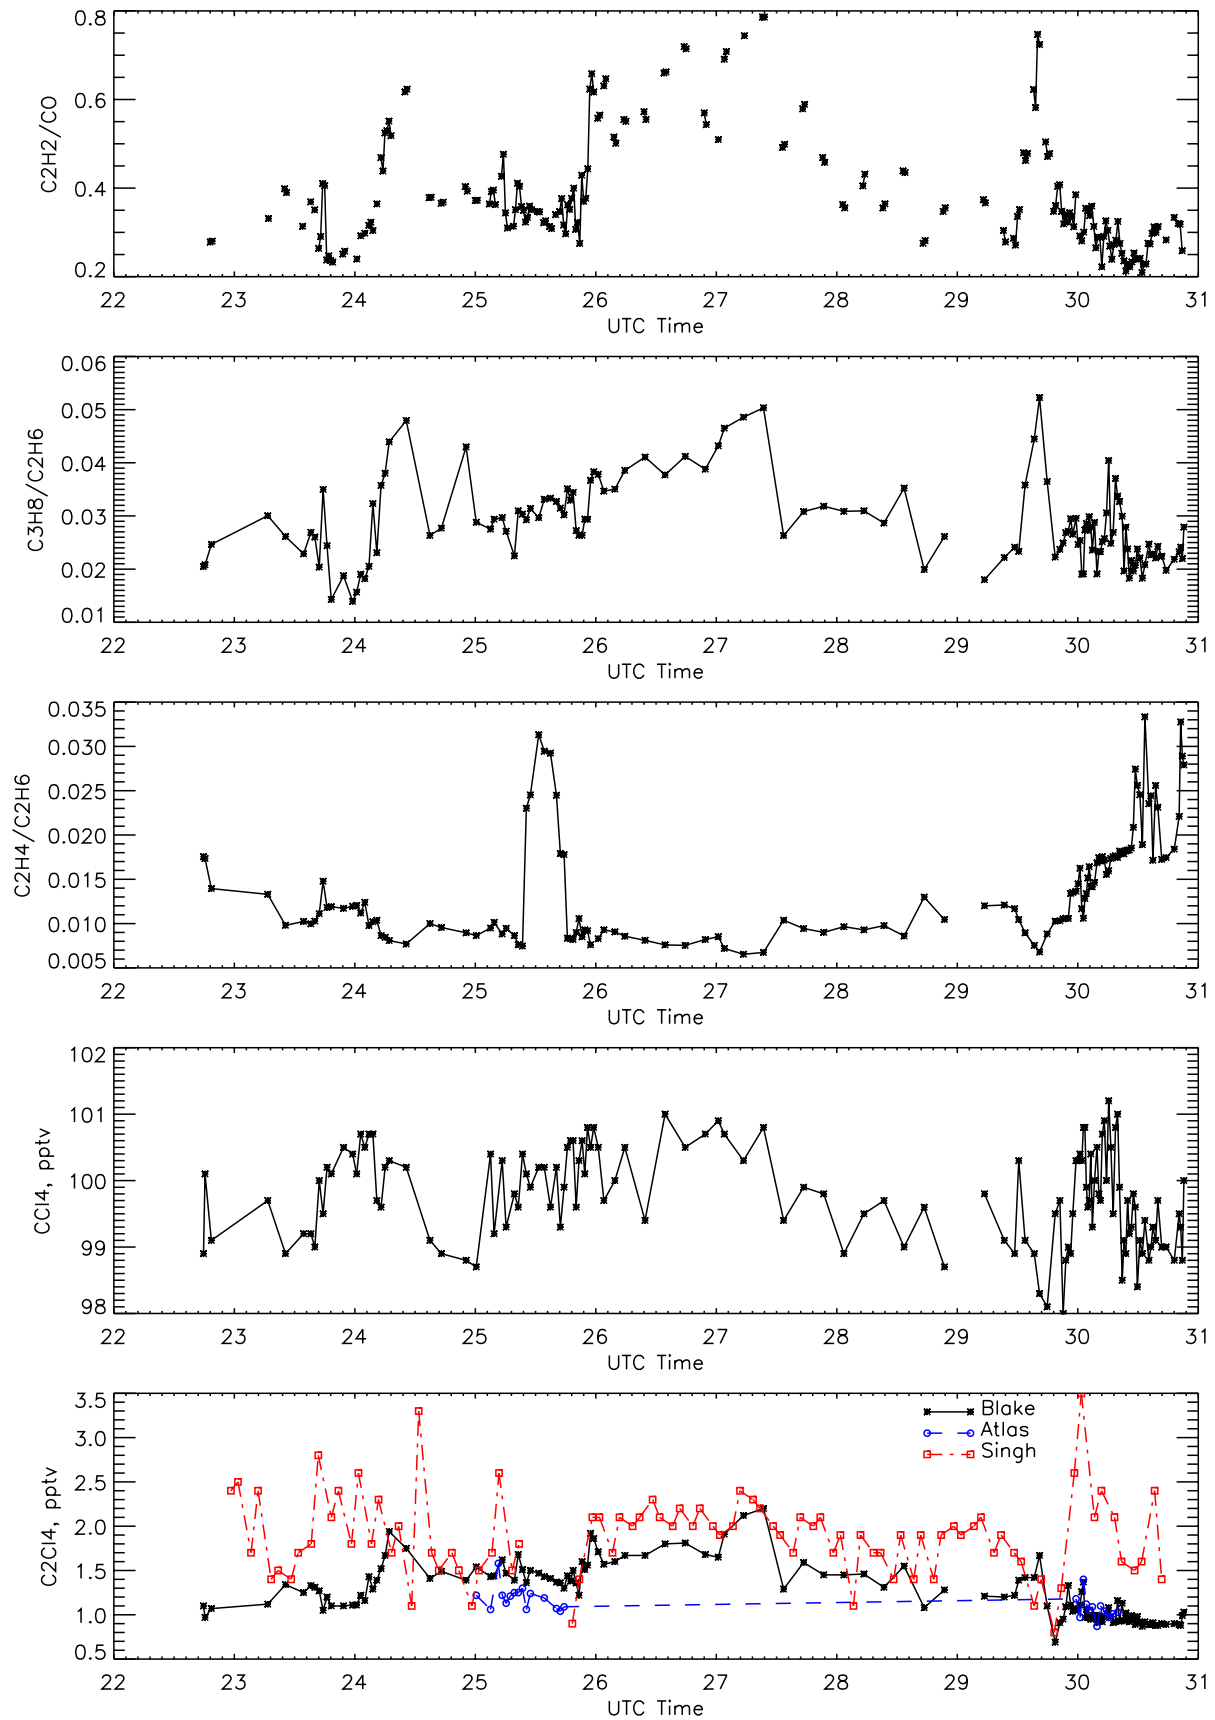 C2H2/CO
0.8
0.6
0.4
0.2
22 23 24 25 26 27 28 29 30 31
UTC Time
C3H8/C2H6
0.06
0.05
0.04
0.03
0.02
0.01
22 23 24 25 26 27 28 29 30 31
UTC Time
C2H4/C2H6
0.035
0.030
0.025
0.020
0.015
0.010
0.005
22 23 24 25 26 27 28 29 30 31
UTC Time
CCl4, pptv
102
101
100
99
98
22 23 24 25 26 27 28 29 30 31
UTC Time
C2Cl4, pptv
3.5
3.0
2.5
2.0
1.5
1.0
0.5
Blake
Atlas
Singh
22 23 24 25 26 27 28 29 30 31
UTC Time